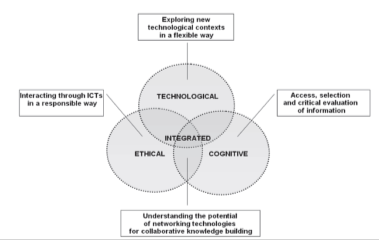 Exploring new
technological contexts
in a flexible way
TECHNOLOGICAL
Interacting through ICTs
in a responsible way
Access, selection
and critical evaluation
of information
INTEGRATED
ETHICAL
COGNITIVE
Understanding the potential
of networking technologies
for collaborative knowledge building